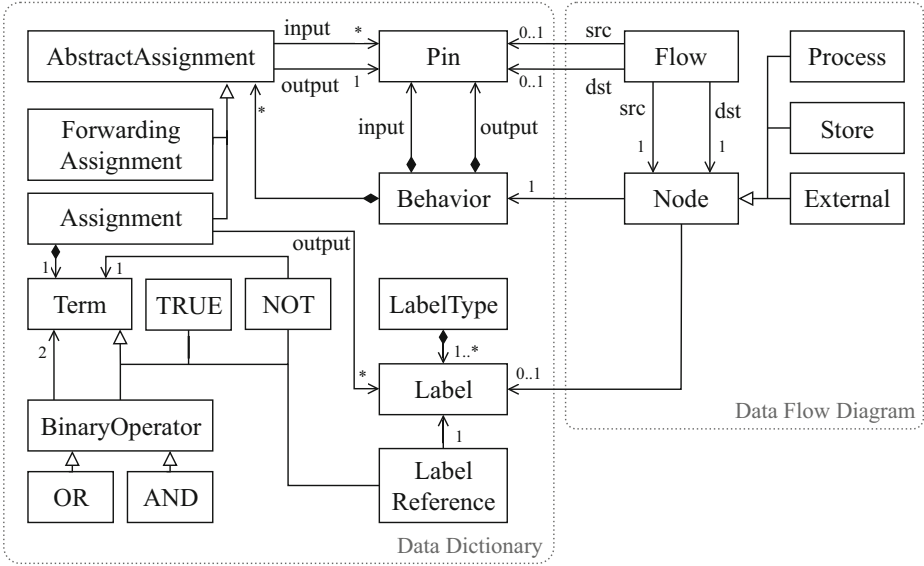 AbstractAssignment
input
*
output
1
Pin
0..1
src
0..1
dst
Flow
Process
Forwarding
Assignment
*
input
output
src
dst
1
1
Store
Assignment
Behavior
1
Node
External
output
1
1
Term
TRUE
NOT
LabelType
2
1..*
*
Label
0..1
Data Flow Diagram
BinaryOperator
1
OR
AND
Label
Reference
Data Dictionary